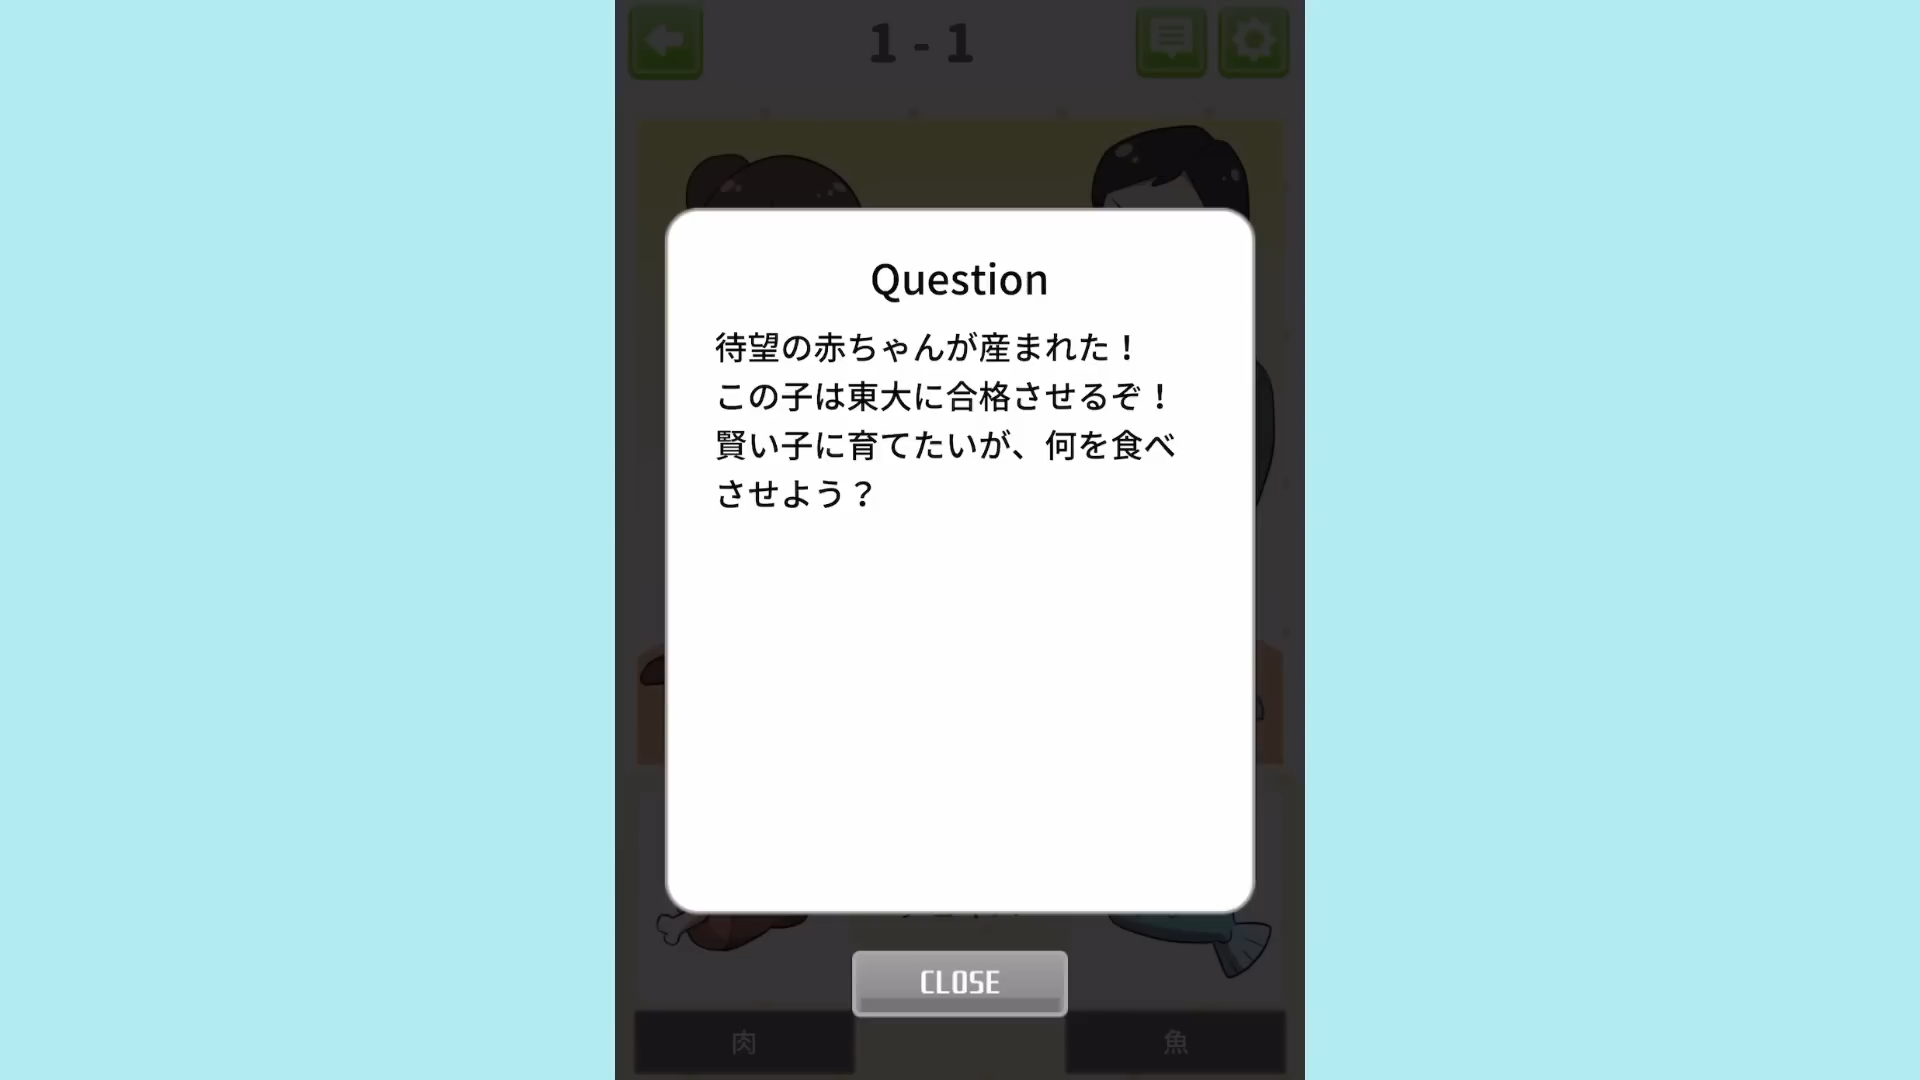 1 - 1
Question
待望の赤ちゃんが産まれた！
この子は東大に合格させるぞ！
賢い子に育てたいが、何を食べ
させよう？
CLOSE
肉
魚